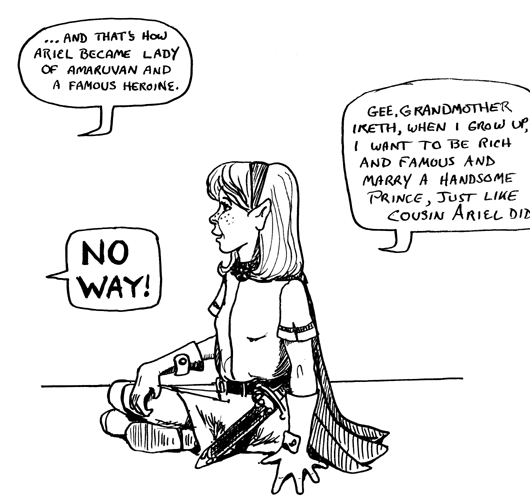 ...AND THAT'S HOW
ARIEL BECAME LADY
OF AMARUVAN AND
A FAMOUS HEROINE.
GEE, GRANDMOTHER
IRETH, WHEN I GROW UP,
I WANT TO BE RICH
AND FAMOUS AND
MARRY A HANDSOME
PRINCE, JUST LIKE
COUSIN ARIEL DID
NO
WAY!